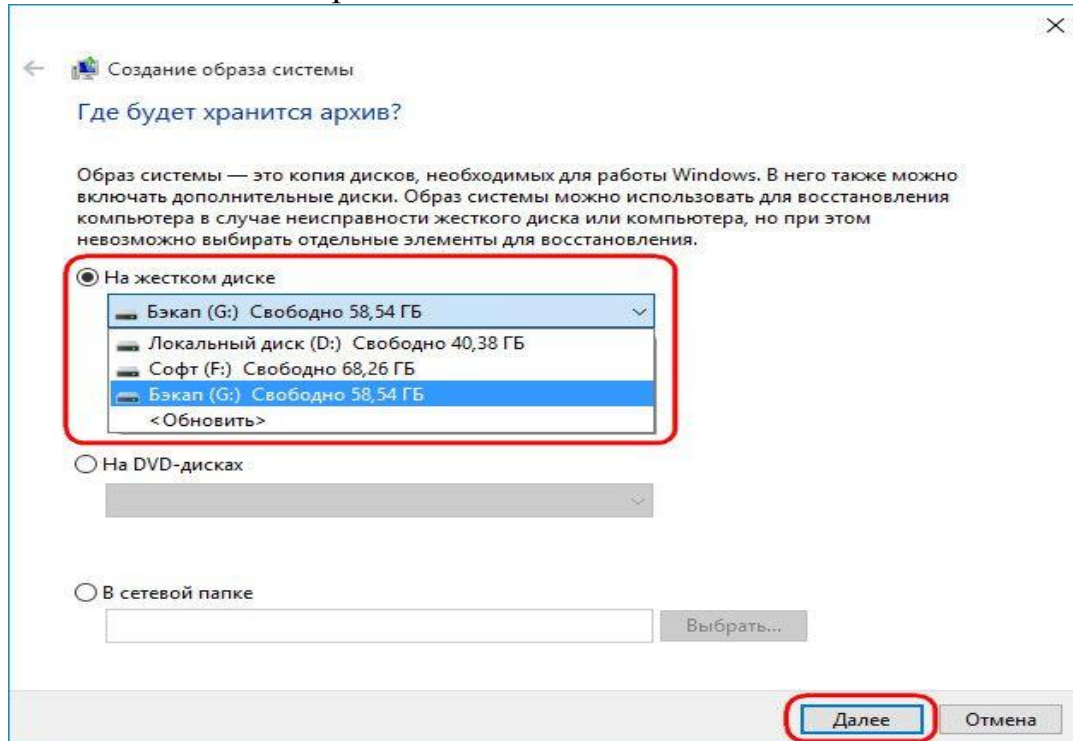 Создание образа системы
Где будет хранится архив?
Образ системы — это копия дисков, необходимых для работы Windows. В него также можно
включать дополнительные диски. Образ системы можно использовать для восстановления
компьютера в случае неисправности жесткого диска или компьютера, но при этом
невозможно выбирать отдельные элементы для восстановления.
На жестком диске
Бэкап (G:) Свободно 58,54 ГБ
Локальный диск (D:) Свободно 40,38 ГБ
Софт (F:) Свободно 68,26 ГБ
Бэкап (G:) Свободно 58,54 ГБ
<Обновить>
На DVD-дисках
В сетевой папке
Выбрать...
Далее Отмена